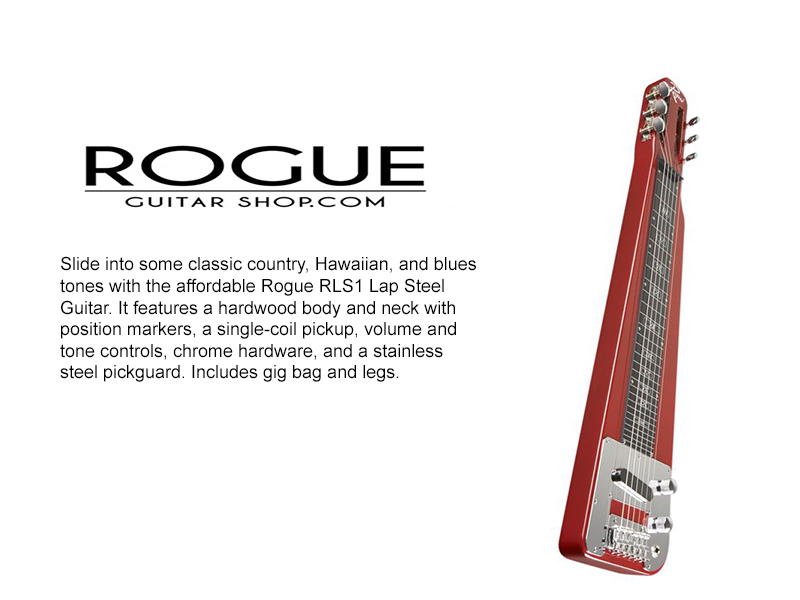 ROGUE
GUITAR SHOP.COM
Slide into some classic country, Hawaiian, and blues
tones with the affordable Rogue RLS1 Lap Steel
Guitar. It features a hardwood body and neck with
position markers, a single-coil pickup, volume and
tone controls, chrome hardware, and a stainless
steel pickguard. Includes gig bag and legs.